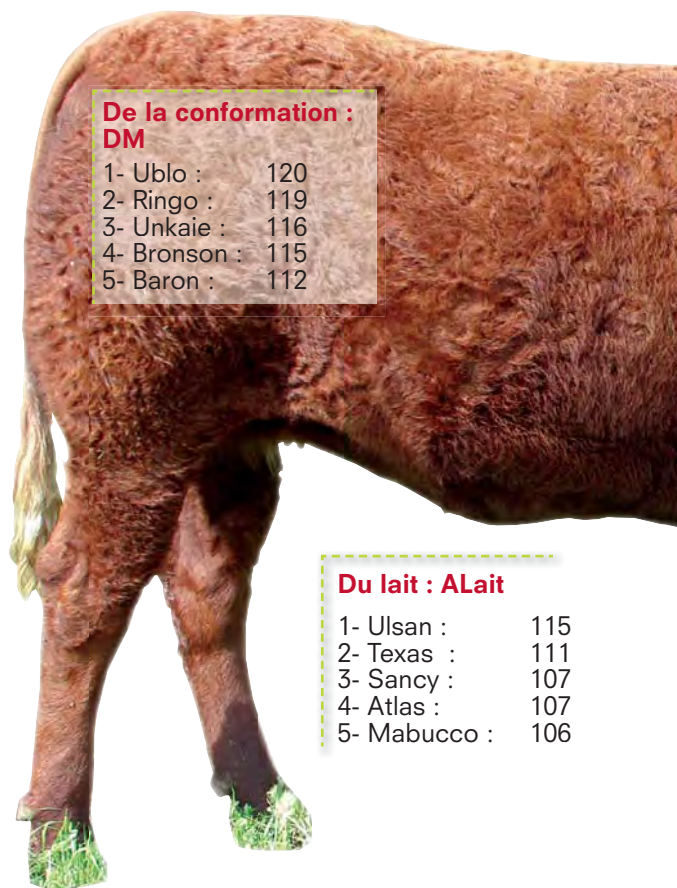 De la conformation :
DM
1- Ublo : 120
2- Ringo : 119
3- Unkaie : 116
4- Bronson : 115
5- Baron : 112
Du lait : ALait
1- Ulsan : 115
2- Texas : 111
3- Sancy : 107
4- Atlas : 107
5- Mabucco : 106